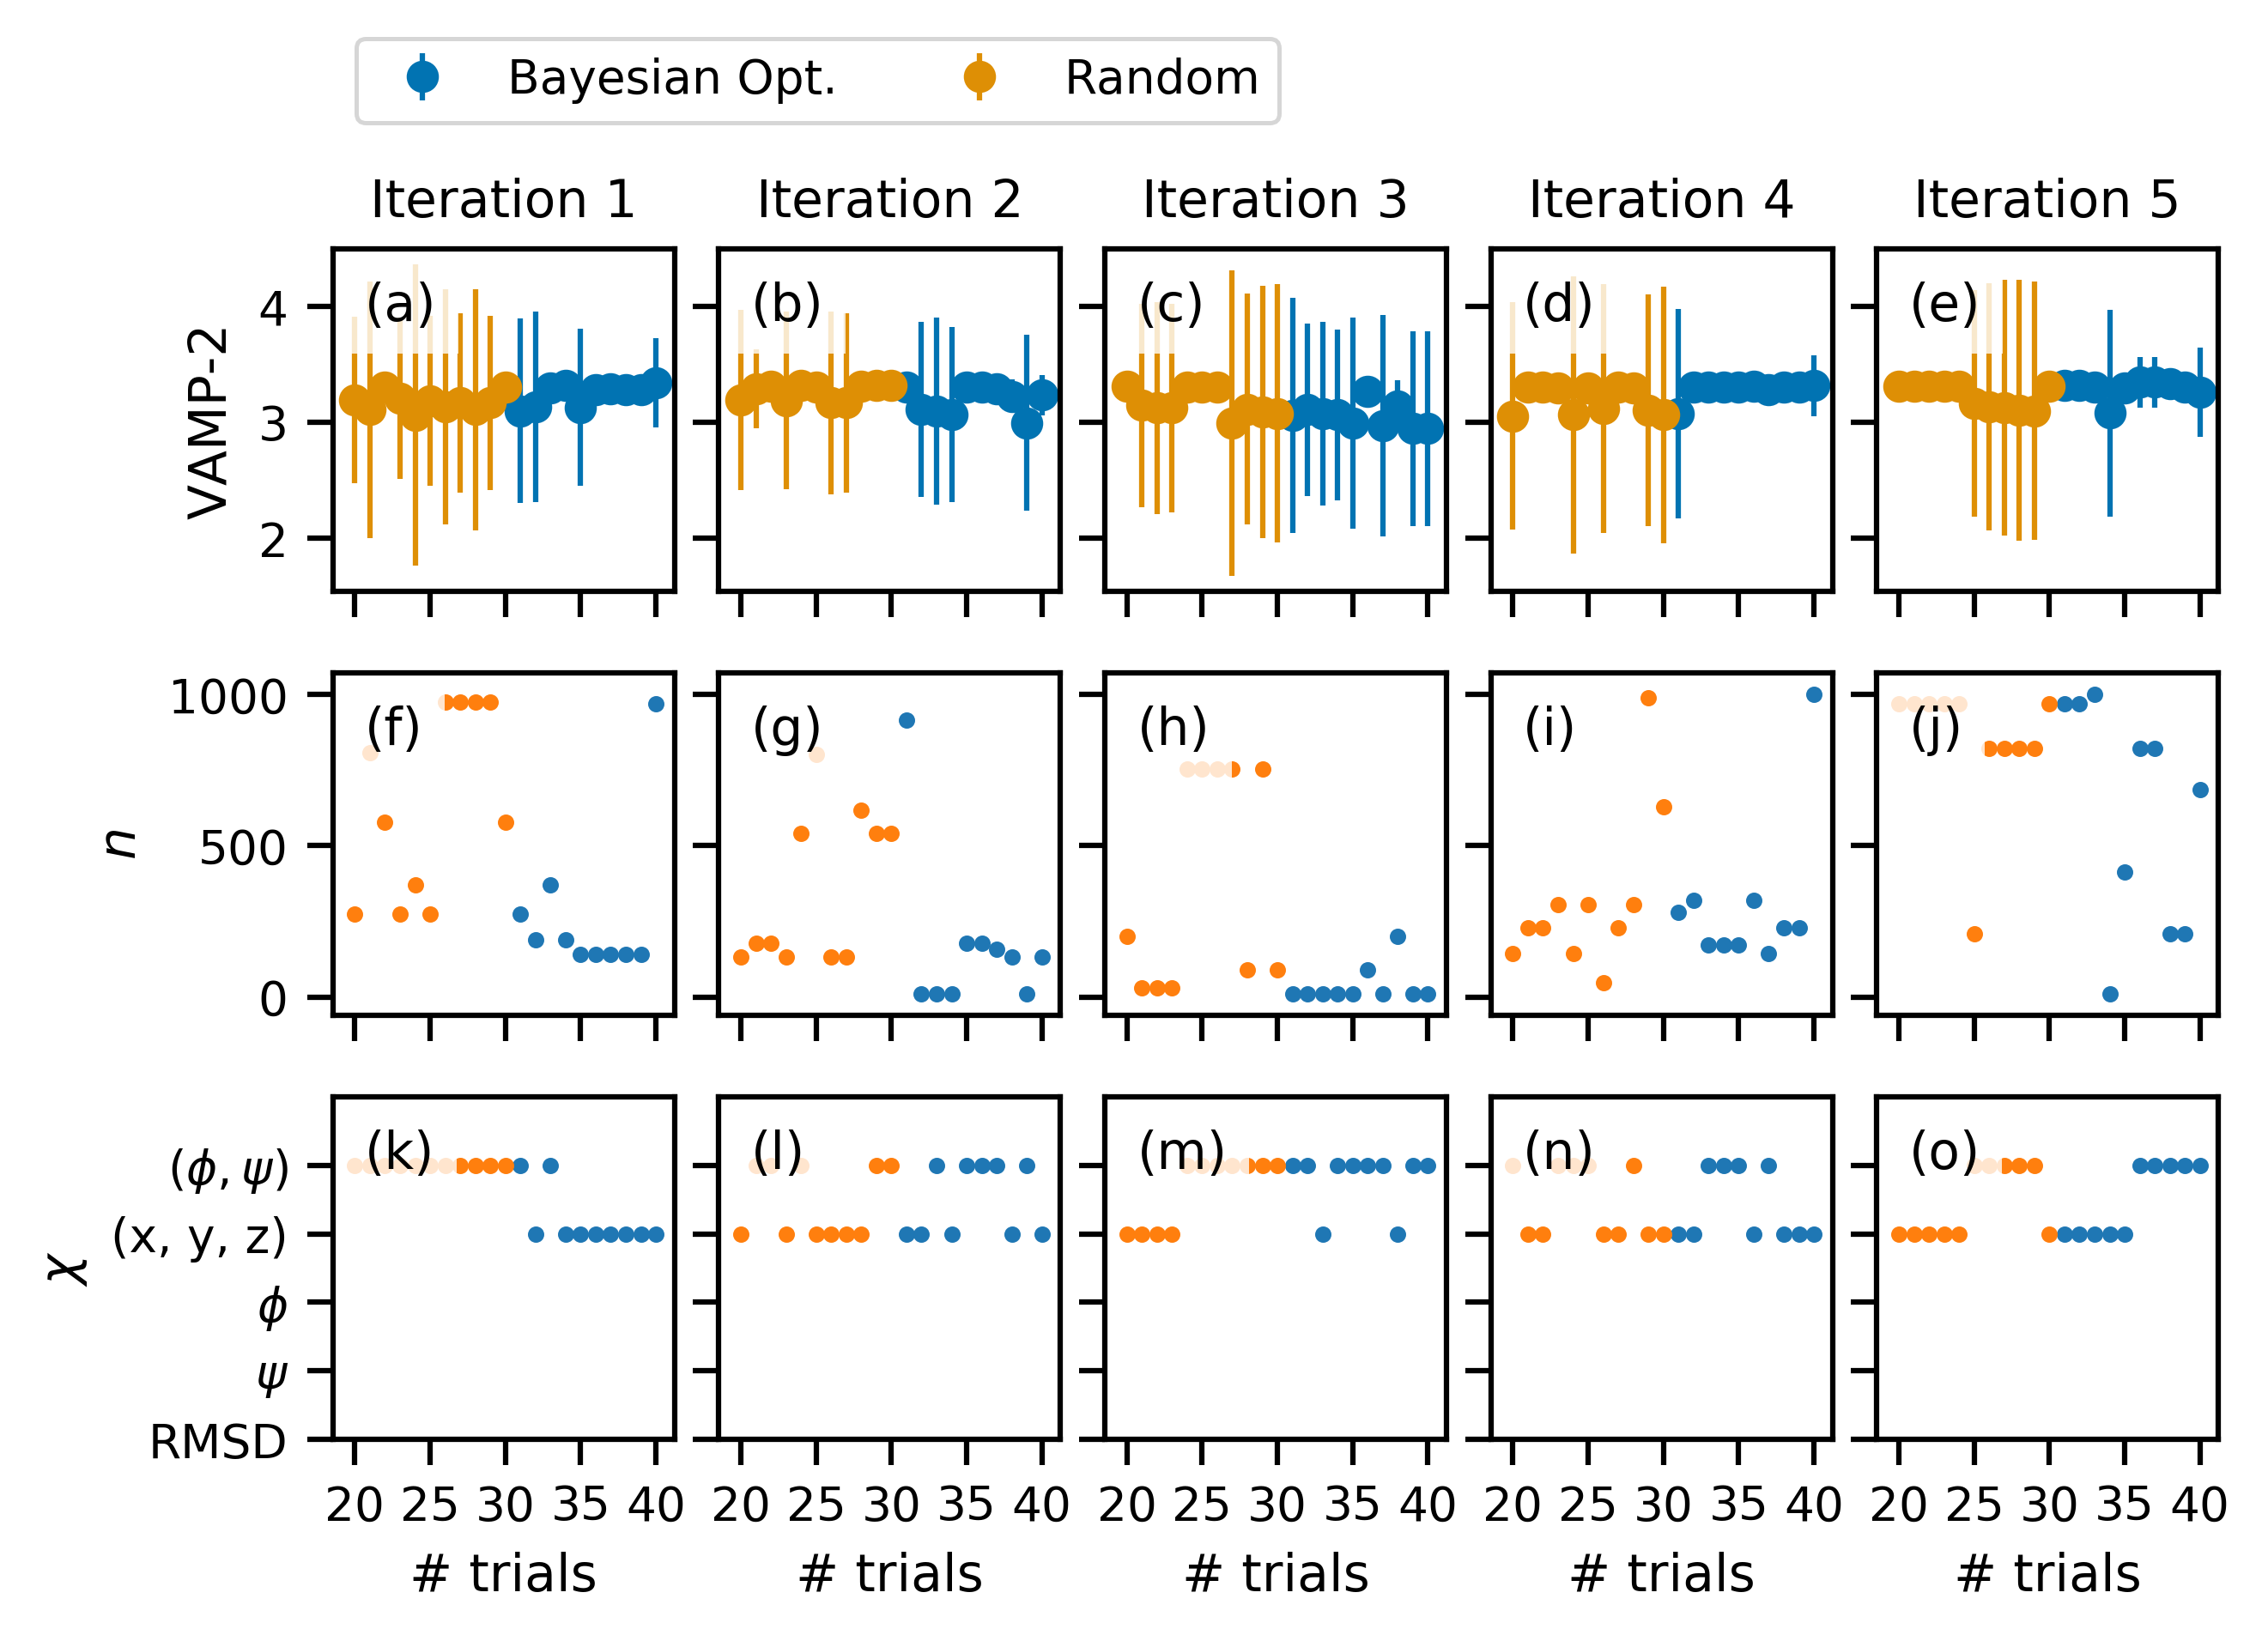 Bayesian Opt. Random
Iteration 1 Iteration 2 Iteration 3 Iteration 4 Iteration 5
VAMP-2
4
3
2
(a) (b) (c) (d) (e)
n
1000
500
0
(f) (g) (h) (i) (j)
χ
(ϕ, ψ)
(x, y, z)
ϕ
ψ
RMSD
(k) (l) (m) (n) (o)
20 25 30 35 40 20 25 30 35 40 20 25 30 35 40 20 25 30 35 40 20 25 30 35 40
# trials # trials # trials # trials # trials